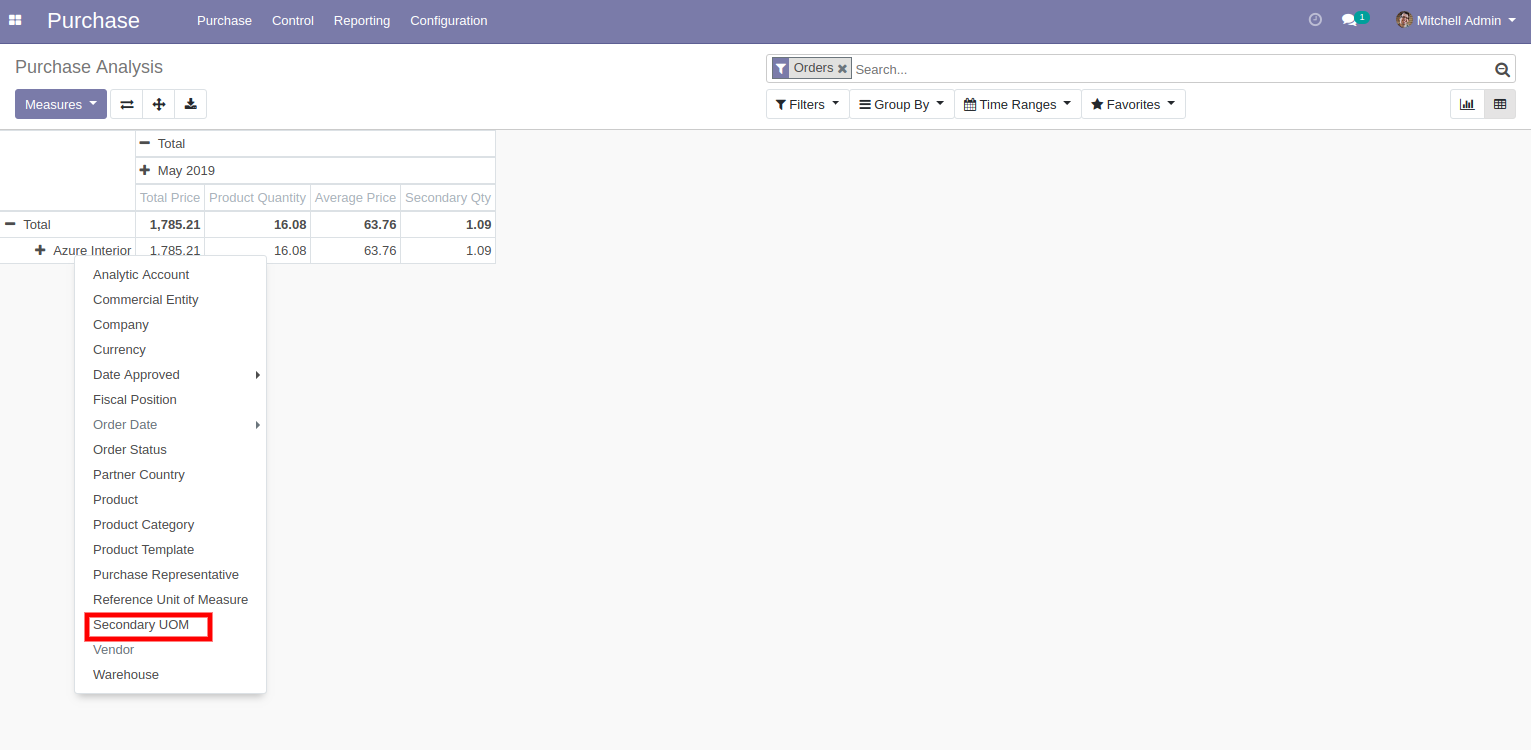 Purchase Purchase Control Reporting Configuration 1 Mitchell Admin
Purchase Analysis
Orders Search...
Measures
Filters Group By Time Ranges Favorites
Total
May 2019
Total Price Product Quantity Average Price Secondary Qty
Total 1,785.21 16.08 63.76 1.09
Azure Interior 1,785.21 16.08 63.76 1.09
Analytic Account
Commercial Entity
Company
Currency
Date Approved
Fiscal Position
Order Date
Order Status
Partner Country
Product
Product Category
Product Template
Purchase Representative
Reference Unit of Measure
Secondary UOM
Vendor
Warehouse